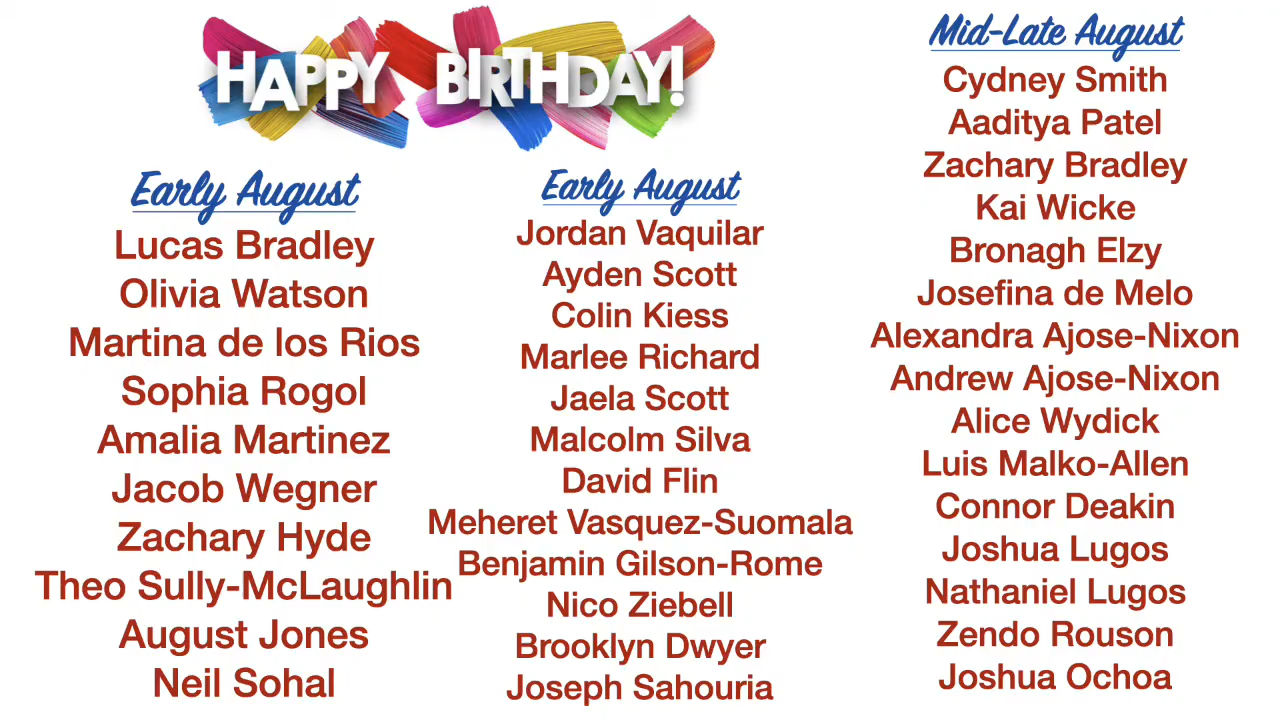 HAPPY BIRTHDAY!
Early August
Lucas Bradley
Olivia Watson
Martina de los Rios
Sophia Rogol
Amalia Martinez
Jacob Wegner
Zachary Hyde
Theo Sully-McLaughlin
August Jones
Neil Sohal
Early August
Jordan Vaquilar
Ayden Scott
Colin Kiess
Marlee Richard
Jaela Scott
Malcolm Silva
David Flin
Meheret Vasquez-Suomala
Benjamin Gilson-Rome
Nico Ziebell
Brooklyn Dwyer
Joseph Sahouria
Mid-Late August
Cydney Smith
Aaditya Patel
Zachary Bradley
Kai Wicke
Bronagh Elzy
Josefina de Melo
Alexandra Ajose-Nixon
Andrew Ajose-Nixon
Alice Wydick
Luis Malko-Allen
Connor Deakin
Joshua Lugos
Nathaniel Lugos
Zendo Rouson
Joshua Ochoa